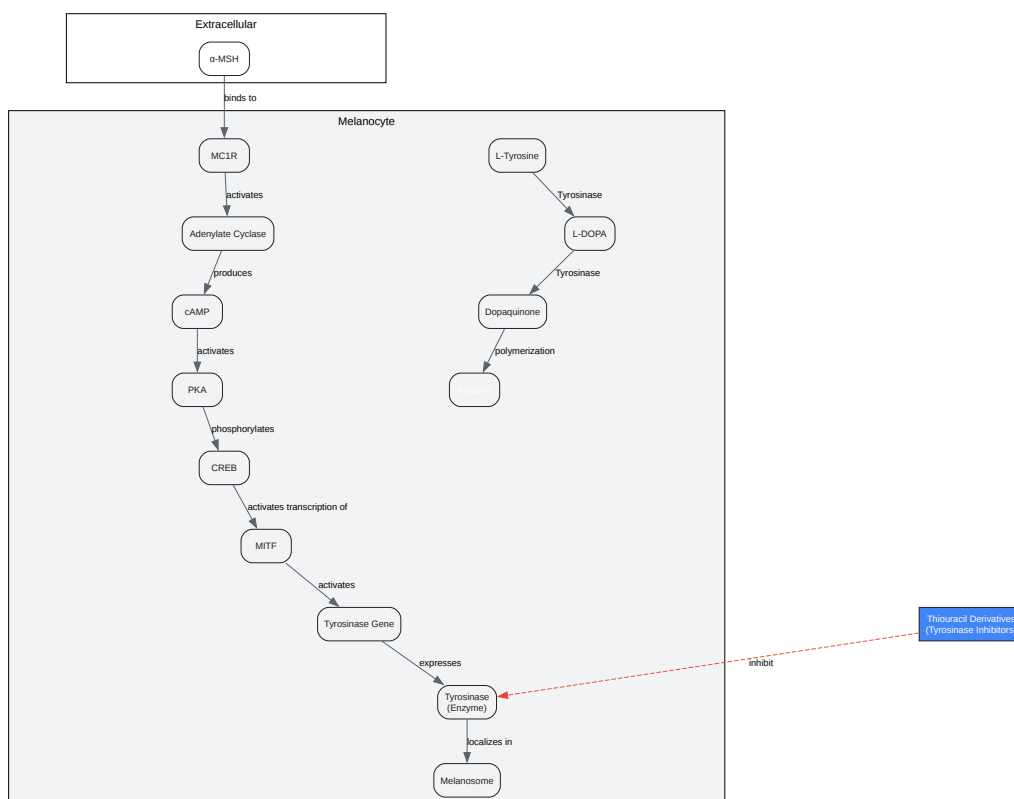 Extracellular
α-MSH
binds to
Melanocyte
MC1R
L-Tyrosine
activates
Tyrosinase
Adenylate Cyclase
L-DOPA
produces
Tyrosinase
cAMP
Dopaquinone
activates
polymerization
PKA
Melanin
phosphorylates
CREB
activates transcription of
MITF
activates
Tyrosinase Gene
Thiouracil Derivatives
(Tyrosinase Inhibitors
expresses
inhibit
Tyrosinase
(Enzyme)
localizes in
Melanosome